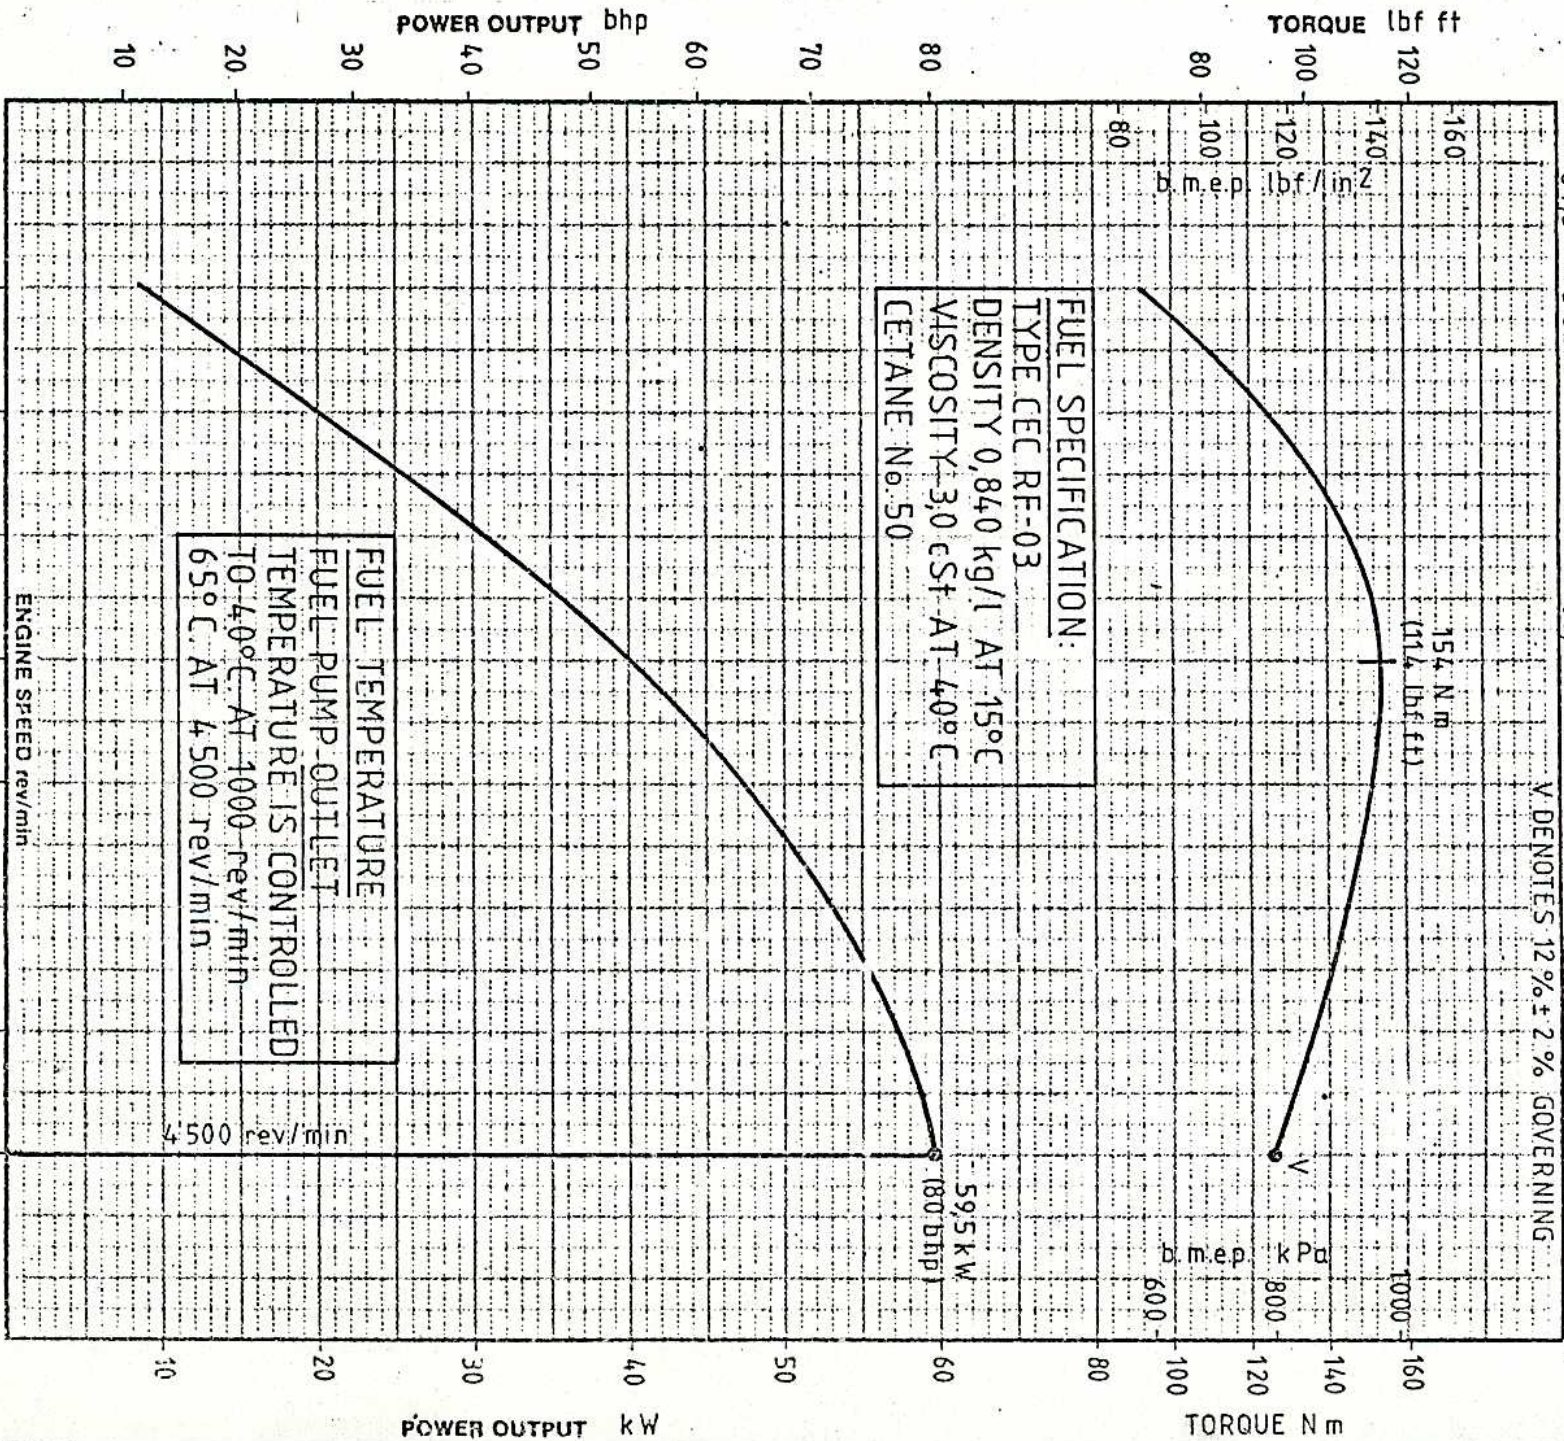 POWER OUTPUT bhp
TORQUE lbf ft
10
20
30
40
50
60
70
80
80
100
120
80
100
120
140
160
b.m.e.p. lbf/in2
V DENOTES 12%±2% GOVERNING
154 Nm
(114 lbf ft)
FUEL SPECIFICATION:
TYPE CEC RF-03
DENSITY 0,840 kg/l AT 15°C
VISCOSITY 3,0 cSt AT 40°C
CETANE No. 50
FUEL TEMPERATURE
FUEL PUMP OUTLET
TEMPERATURE IS CONTROLLED
TO 40°C AT 1000 rev/min
65°C AT 4500 rev/min
ENGINE SPEED rev/min
4500 rev/min
59,5 kW
(80 bhp)
V
b.m.e.p. kPa
600
800
1000
10
20
30
40
50
60
80
100
120
140
160
POWER OUTPUT kW
TORQUE Nm